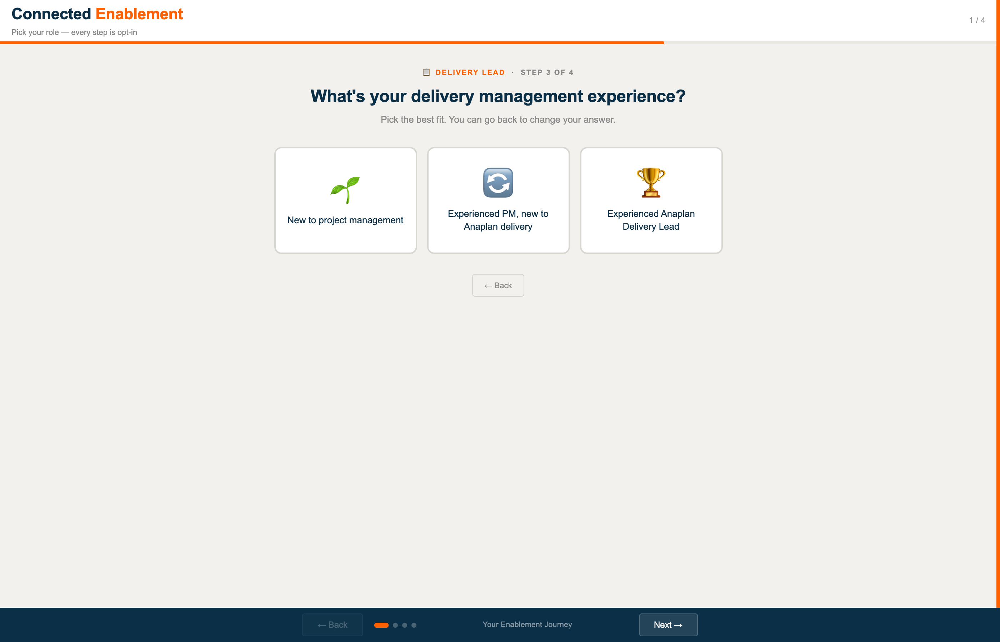 Connected Enablement
Pick your role — every step is opt-in
1 / 4
DELIVERY LEAD · STEP 3 OF 4
What's your delivery management experience?
Pick the best fit. You can go back to change your answer.
New to project management
Experienced PM, new to
Anaplan delivery
Experienced Anaplan
Delivery Lead
← Back
← Back
Your Enablement Journey
Next →